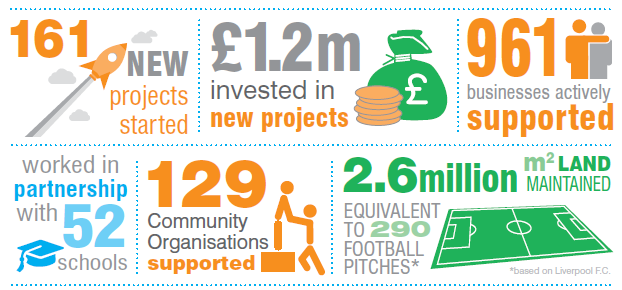 161 NEW
projects
started
£1.2m
invested in
new projects
£
961
businesses actively
supported
worked in
partnership
with 52
schools
129
Community
Organisations
supported
2.6million m² LAND
MAINTAINED
EQUIVALENT
TO 290
FOOTBALL
PITCHES*
*based on Liverpool F.C.